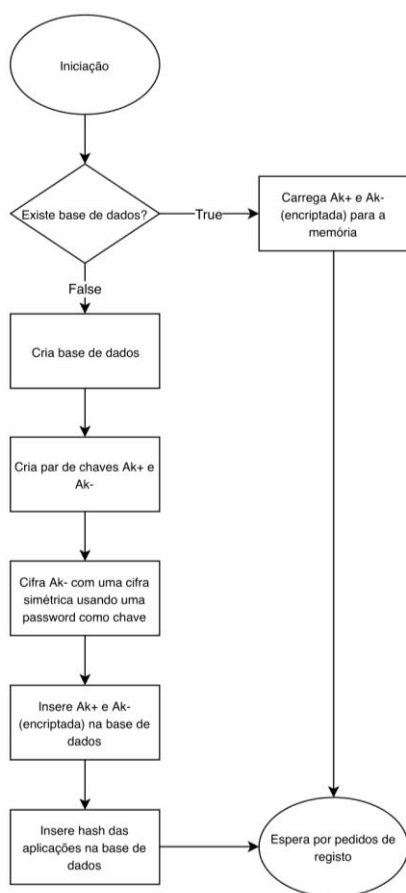 Iniciação
Existe base de dados?
True
Carrega Ak+ e Ak-
(encriptada) para a
memória
False
Cria base de dados
Cria par de chaves Ak+ e
Ak-
Cifra Ak- com uma cifra
simétrica usando uma
password como chave
Insere Ak+ e Ak-
(encriptada) na base de
dados
Insere hash das
aplicações na base de
dados
Espera por pedidos de
registo